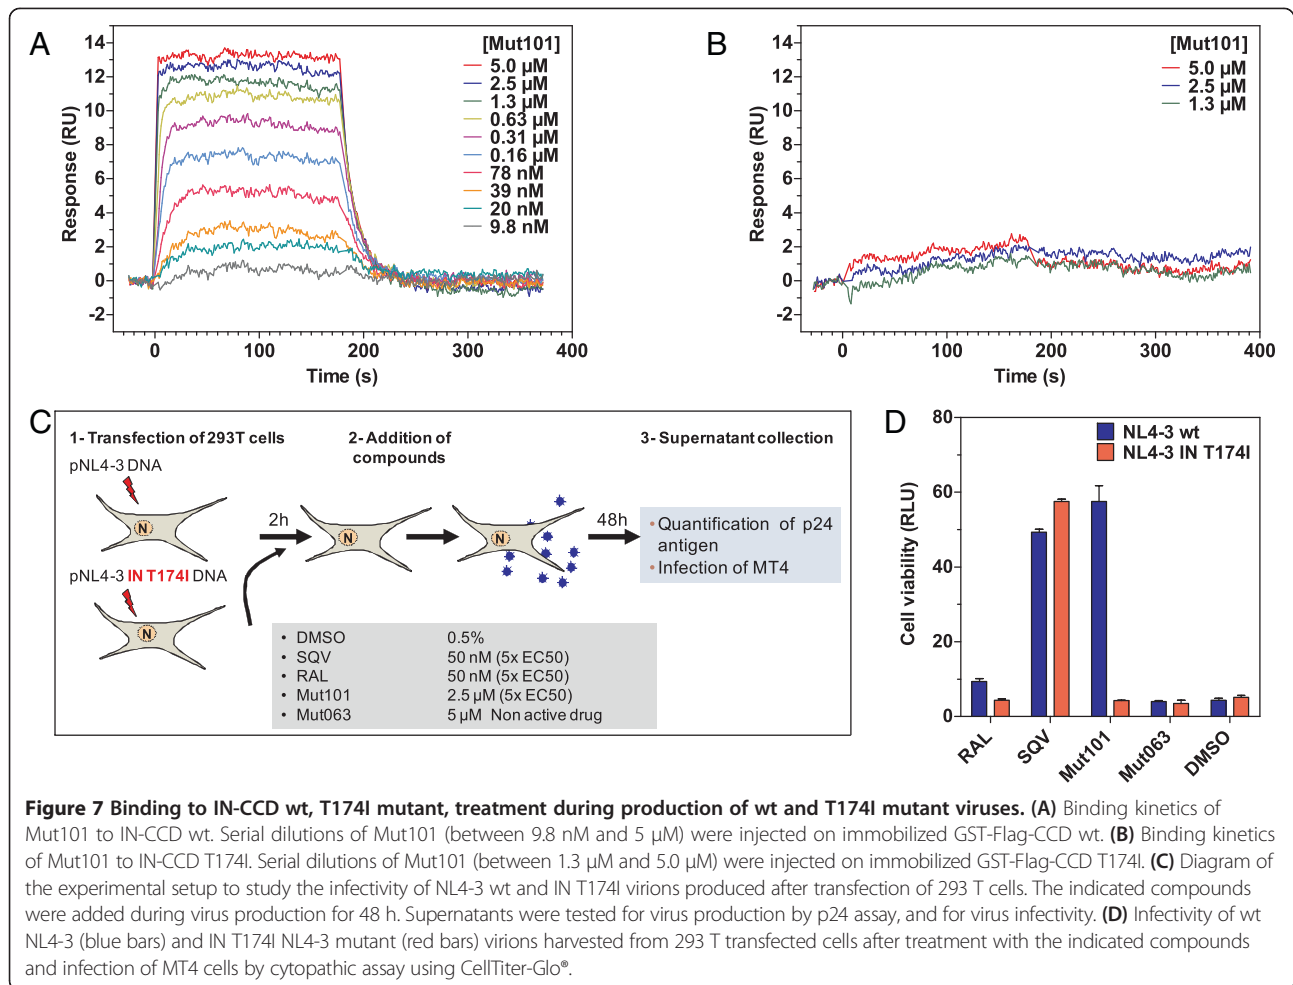 A
[Mut101]
5.0 µM
2.5 µM
1.3 µM
0.63 µM
0.31 µM
0.16 µM
78 nM
39 nM
20 nM
9.8 nM
14
12
10
8
6
4
2
0
-2
Response (RU)
0
100
200
300
400
Time (s)
B
[Mut101]
5.0 µM
2.5 µM
1.3 µM
14
12
10
8
6
4
2
0
-2
Response (RU)
0
100
200
300
400
Time (s)
C
1- Transfection of 293T cells
2- Addition of
compounds
3- Supernatant collection
pNL4-3 DNA
N
2h
N
N
48h
• Quantification of p24
antigen
• Infection of MT4
pNL4-3 IN T174I DNA
N
• DMSO 0.5%
• SQV 50 nM (5x EC50)
• RAL 50 nM (5x EC50)
• Mut101 2.5 µM (5x EC50)
• Mut063 5 µM Non active drug
D
NL4-3 wt
NL4-3 IN T174I
80
60
40
20
0
Cell viability (RLU)
RAL
SQV
Mut101
Mut063
DMSO
Figure 7 Binding to IN-CCD wt, T174I mutant, treatment during production of wt and T174I mutant viruses. (A) Binding kinetics of
Mut101 to IN-CCD wt. Serial dilutions of Mut101 (between 9.8 nM and 5 µM) were injected on immobilized GST-Flag-CCD wt. (B) Binding kinetics
of Mut101 to IN-CCD T174I. Serial dilutions of Mut101 (between 1.3 µM and 5.0 µM) were injected on immobilized GST-Flag-CCD T174I. (C) Diagram of
the experimental setup to study the infectivity of NL4-3 wt and IN T174I virions produced after transfection of 293 T cells. The indicated compounds
were added during virus production for 48 h. Supernatants were tested for virus production by p24 assay, and for virus infectivity. (D) Infectivity of wt
NL4-3 (blue bars) and IN T174I NL4-3 mutant (red bars) virions harvested from 293 T transfected cells after treatment with the indicated compounds
and infection of MT4 cells by cytopathic assay using CellTiter-Glo®.